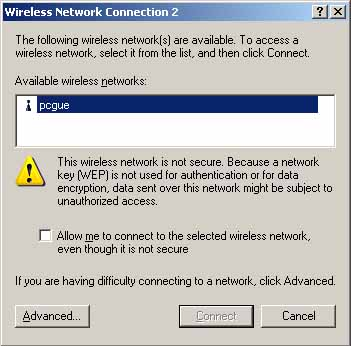 Wireless Network Connection 2
The following wireless network(s) are available. To access a
wireless network, select it from the list, and then click Connect.
Available wireless networks:
pcgue
This wireless network is not secure. Because a network
key (WEP) is not used for authentication or for data
encryption, data sent over this network might be subject to
unauthorized access.
Allow me to connect to the selected wireless network,
even though it is not secure
If you are having difficulty connecting to a network, click Advanced.
Advanced... Connect Cancel